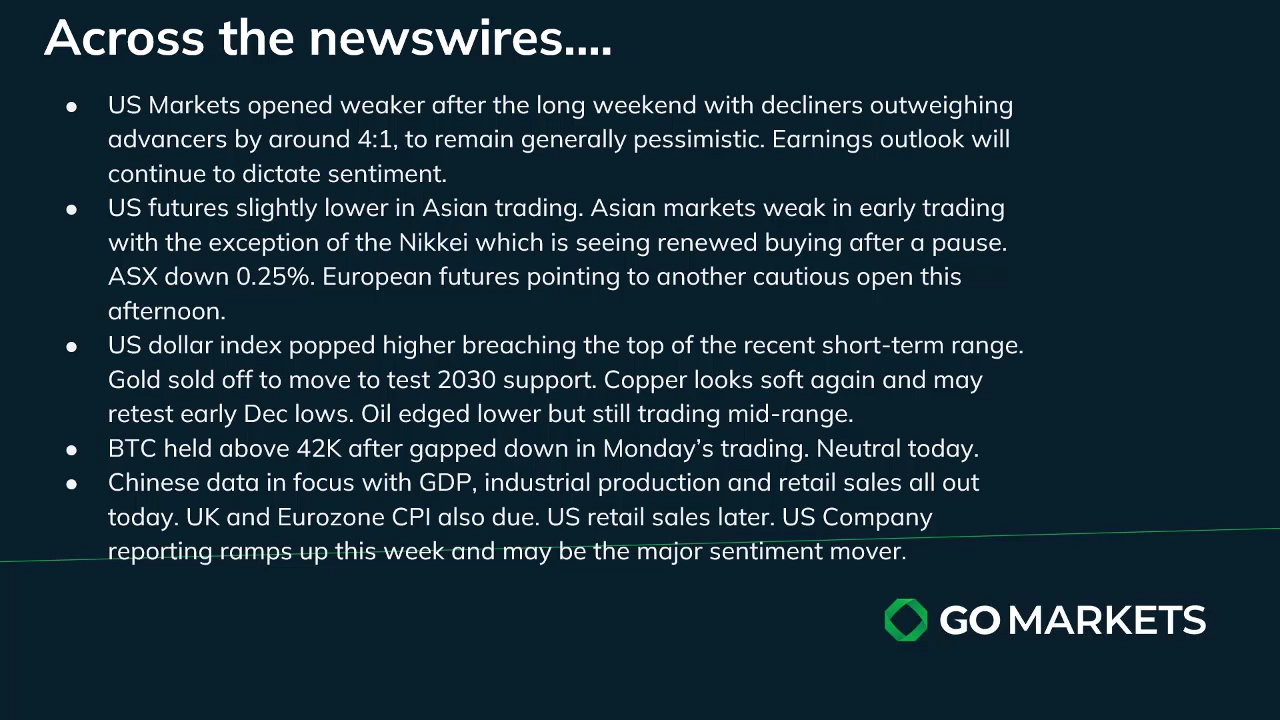 Across the newswires....
● US Markets opened weaker after the long weekend with decliners outweighing
advancers by around 4:1, to remain generally pessimistic. Earnings outlook will
continue to dictate sentiment.
● US futures slightly lower in Asian trading. Asian markets weak in early trading
with the exception of the Nikkei which is seeing renewed buying after a pause.
ASX down 0.25%. European futures pointing to another cautious open this
afternoon.
● US dollar index popped higher breaching the top of the recent short-term range.
Gold sold off to move to test 2030 support. Copper looks soft again and may
retest early Dec lows. Oil edged lower but still trading mid-range.
● BTC held above 42K after gapped down in Monday’s trading. Neutral today.
● Chinese data in focus with GDP, industrial production and retail sales all out
today. UK and Eurozone CPI also due. US retail sales later. US Company
reporting ramps up this week and may be the major sentiment mover.
GO MARKETS